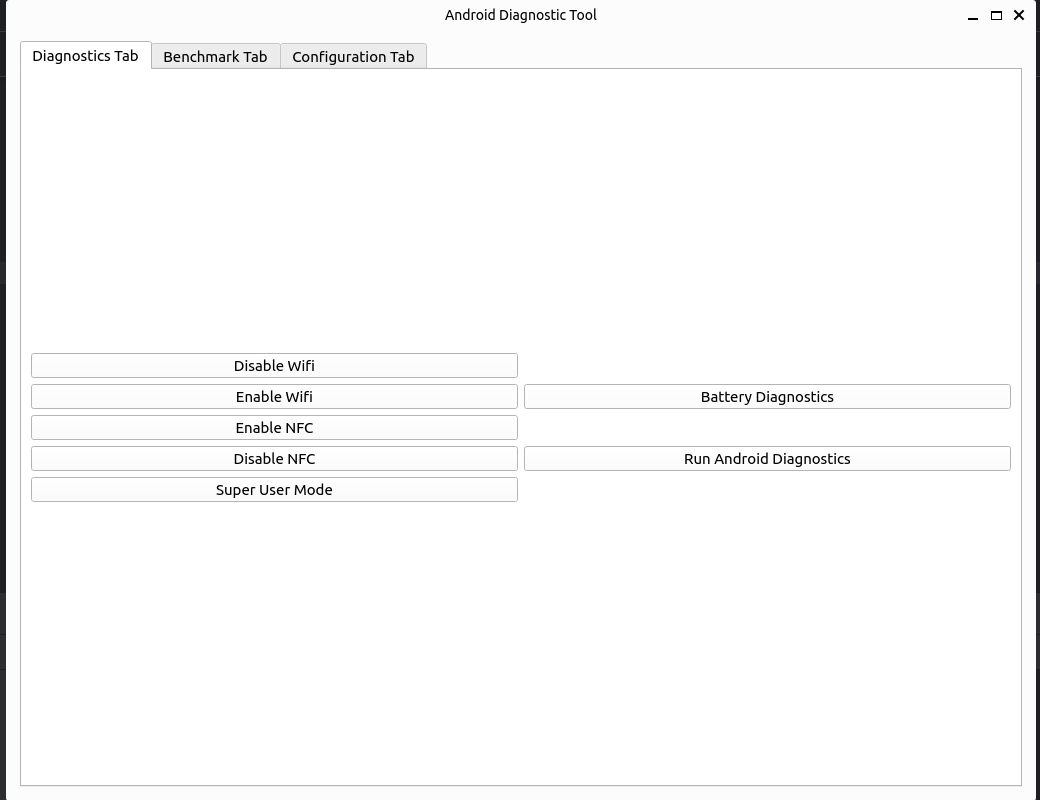 Android Diagnostic Tool
Diagnostics Tab Benchmark Tab Configuration Tab
Disable Wifi
Enable Wifi Battery Diagnostics
Enable NFC
Disable NFC Run Android Diagnostics
Super User Mode